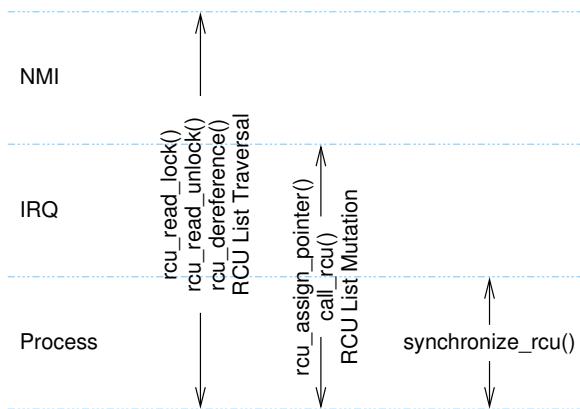 NMI
rcu_read_lock()
rcu_read_unlock()
rcu_dereference()
RCU List Traversal
IRQ
rcu_assign_pointer()
call_rcu()
RCU List Mutation
Process
synchronize_rcu()